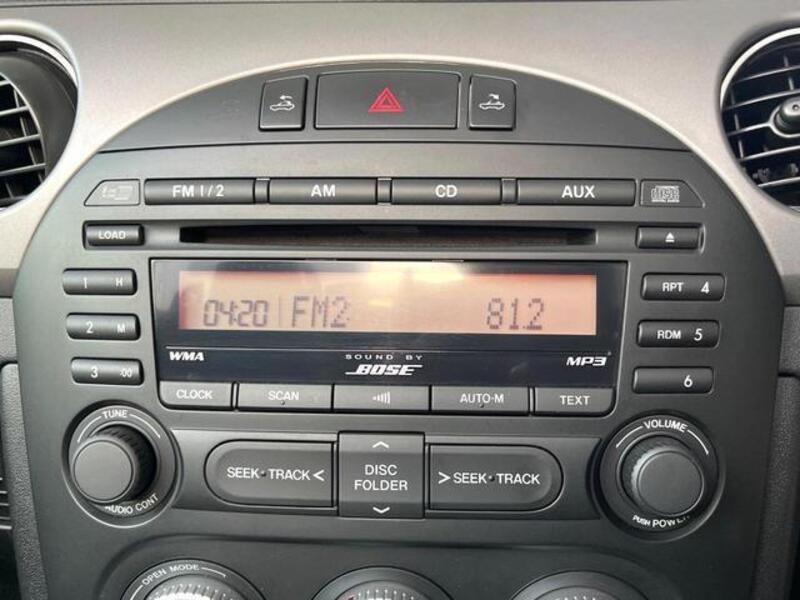 FM 1/2 AM CD AUX
LOAD
1 H
2 M
3 :00
04:20 FM2 81.2
RPT 4
RDM 5
6
WMA SOUND BY MP3
BOSE
CLOCK SCAN AUTO-M TEXT
TUNE
AUDIO CONT
SEEK·TRACK <
DISC
FOLDER
> SEEK·TRACK
VOLUME
PUSH POWER
OPEN MODE